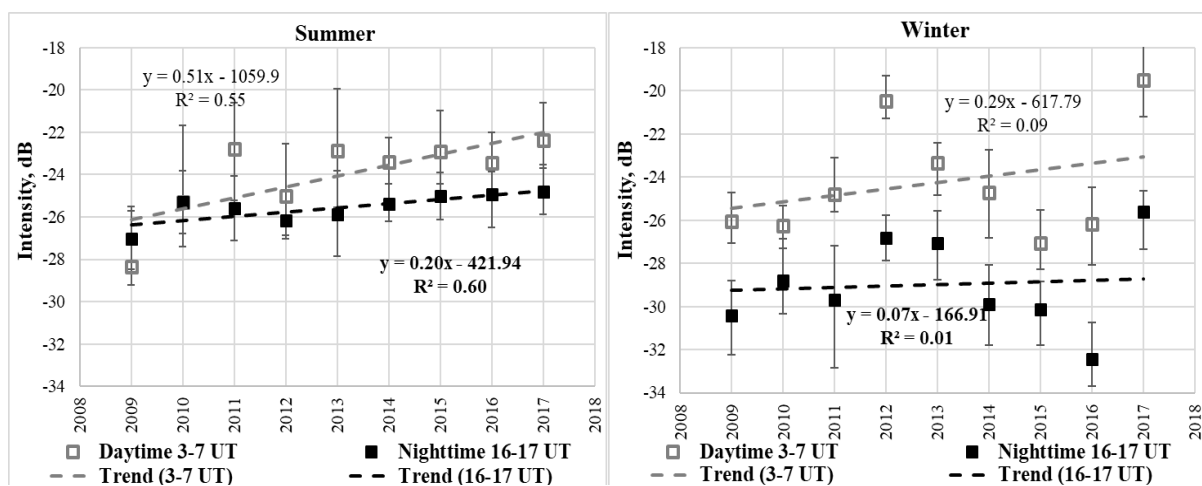 Summer
-18
-20
-22
-24
-26
-28
-30
-32
-34
Intensity, dB
y = 0.51x - 1059.9
R² = 0.55
y = 0.20x - 421.94
R² = 0.60
2008
2009
2010
2011
2012
2013
2014
2015
2016
2017
2018
Daytime 3-7 UT
Nighttime 16-17 UT
Trend (3-7 UT)
Trend (16-17 UT)
Winter
-18
-20
-22
-24
-26
-28
-30
-32
-34
Intensity, dB
y = 0.29x - 617.79
R² = 0.09
y = 0.07x - 166.91
R² = 0.01
2008
2009
2010
2011
2012
2013
2014
2015
2016
2017
2018
Daytime 3-7 UT
Nighttime 16-17 UT
Trend (3-7 UT)
Trend (16-17 UT)